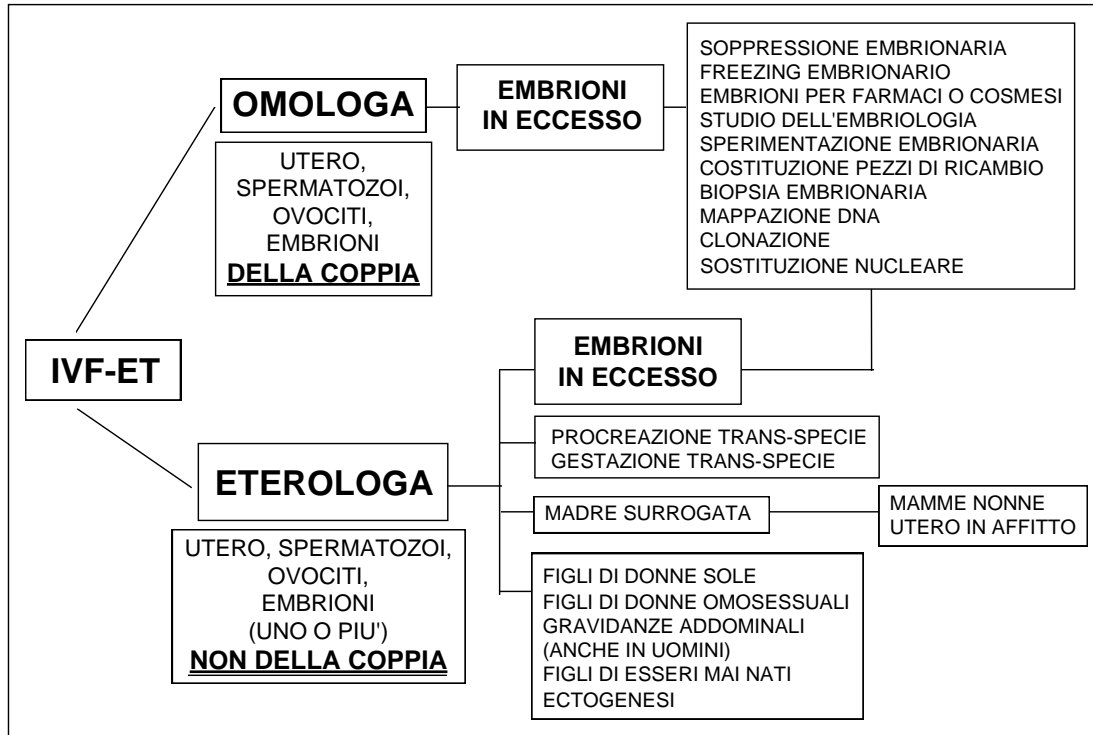 OMOLOGA
UTERO,
SPERMATOZOI,
OVOCITI,
EMBRIONI
DELLA COPPIA
EMBRIONI
IN ECCESSO
SOPPRESSIONE EMBRIONARIA
FREEZING EMBRIONARIO
EMBRIONI PER FARMACI O COSMESI
STUDIO DELL'EMBRIOLOGIA
SPERIMENTAZIONE EMBRIONARIA
COSTITUZIONE PEZZI DI RICAMBIO
BIOPSIA EMBRIONARIA
MAPPAZIONE DNA
CLONAZIONE
SOSTITUZIONE NUCLEARE
IVF-ET
EMBRIONI
IN ECCESSO
ETEROLOGA
UTERO, SPERMATOZOI,
OVOCITI,
EMBRIONI
(UNO O PIU')
NON DELLA COPPIA
PROCREAZIONE TRANS-SPECIE
GESTAZIONE TRANS-SPECIE
MADRE SURROGATA
MAMME NONNE
UTERO IN AFFITTO
FIGLI DI DONNE SOLE
FIGLI DI DONNE OMOSESSUALI
GRAVIDANZE ADDOMINALI
(ANCHE IN UOMINI)
FIGLI DI ESSERI MAI NATI
ECTOGENESI